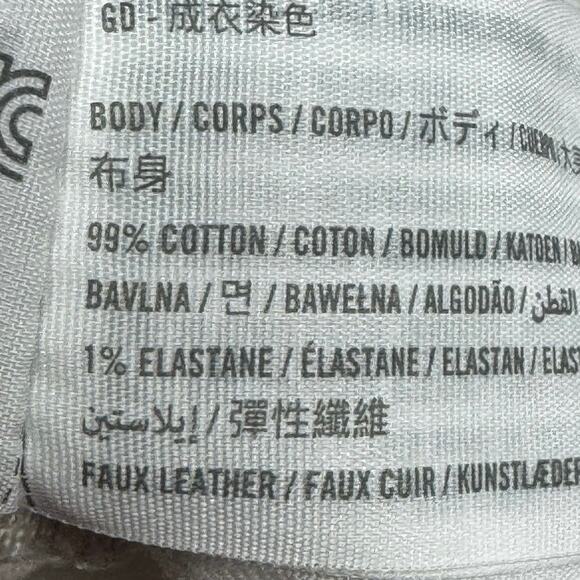 GD - 成衣染色
BODY / CORPS / CORPO / ボディ /
布身
99% COTTON / COTON / BOMULD / KATOEN /
BAVLNA / 면 / BAWEŁNA / ALGODÃO / القطن /
1% ELASTANE / ÉLASTANE / ELASTAN / ELAS
إيلاستين / 彈性纖維
FAUX LEATHER / FAUX CUIR / KUNSTLÆDER